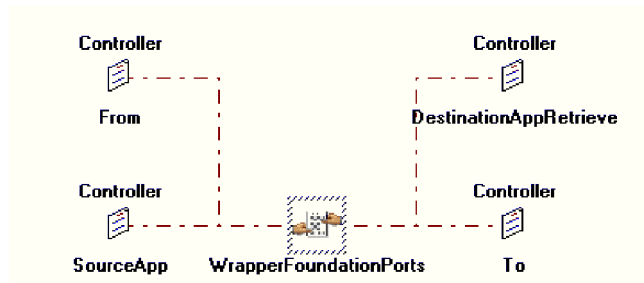 Controller
Controller
From
DestinationAppRetrieve
Controller
Controller
SourceApp
WrapperFoundationPorts
To